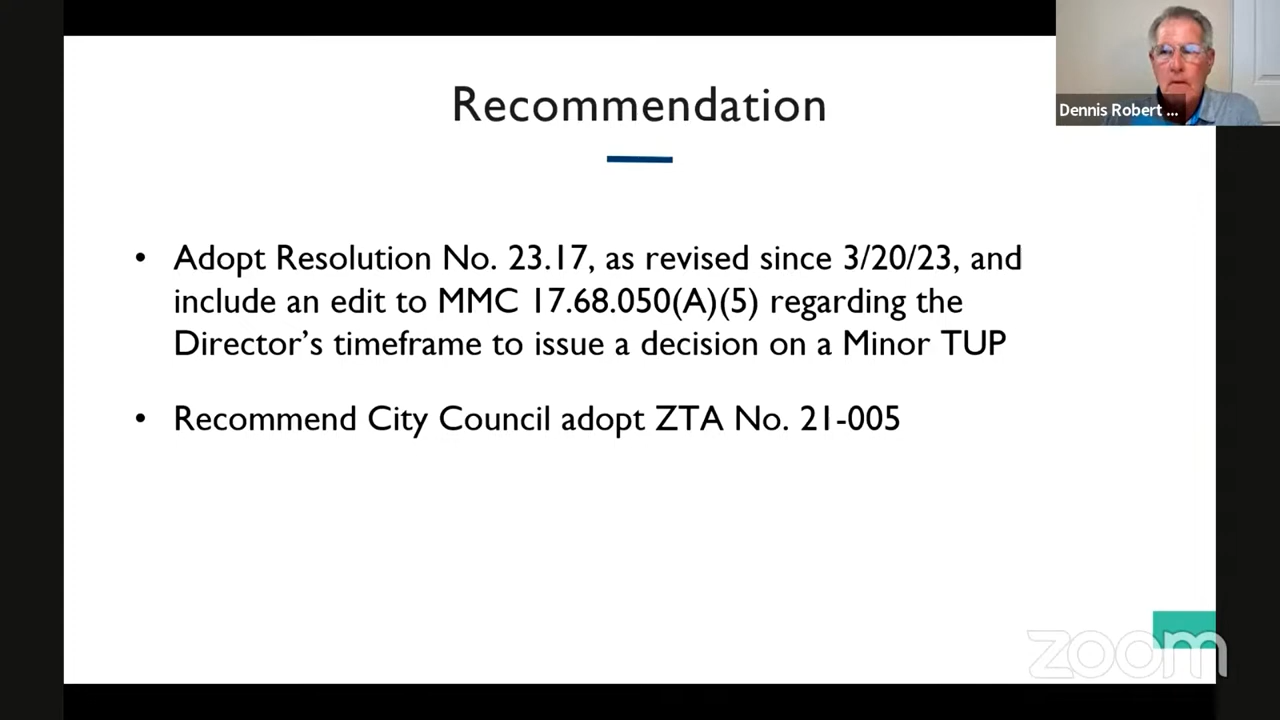 Recommendation
Dennis Robert ...
• Adopt Resolution No. 23.17, as revised since 3/20/23, and
include an edit to MMC 17.68.050(A)(5) regarding the
Director's timeframe to issue a decision on a Minor TUP
• Recommend City Council adopt ZTA No. 21-005
zoom